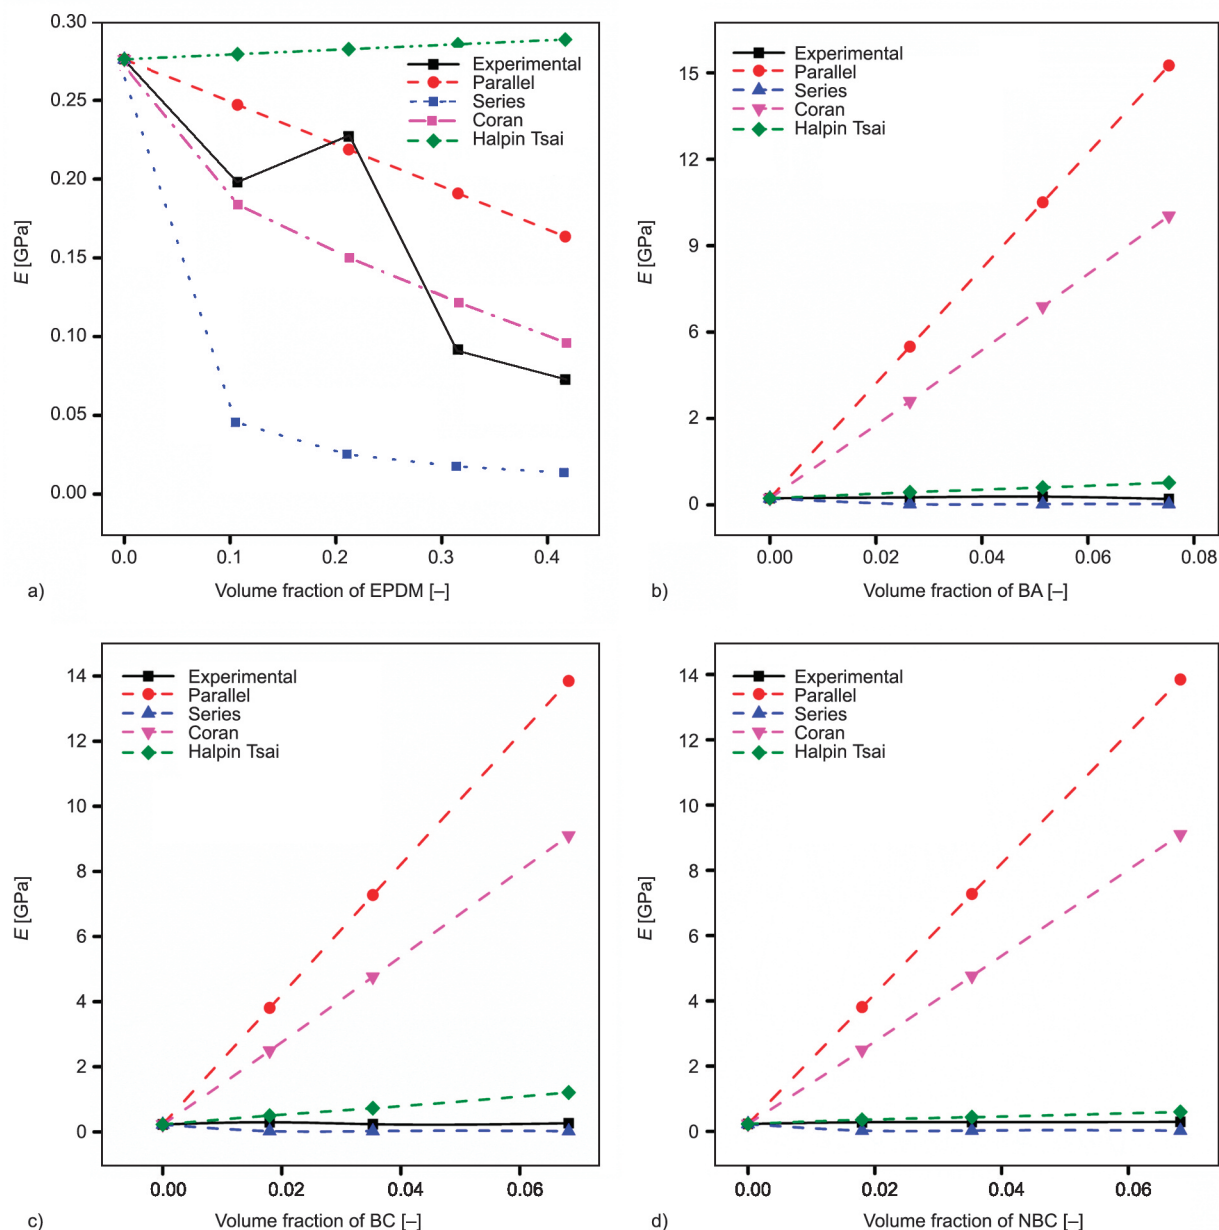 0.30
0.25
0.20
0.15
0.10
0.05
0.00
E [GPa]
Experimental
Parallel
Series
Coran
Halpin Tsai
0.0 0.1 0.2 0.3 0.4
Volume fraction of EPDM [–]
a)
15
12
9
6
2
0
E [GPa]
Experimental
Parallel
Series
Coran
Halpin Tsai
0.00 0.02 0.04 0.06 0.08
Volume fraction of BA [–]
b)
14
12
10
8
6
4
2
0
E [GPa]
Experimental
Parallel
Series
Coran
Halpin Tsai
0.00 0.02 0.04 0.06
Volume fraction of BC [–]
c)
14
12
10
8
6
4
2
0
E [GPa]
Experimental
Parallel
Series
Coran
Halpin Tsai
0.00 0.02 0.04 0.06
Volume fraction of NBC [–]
d)